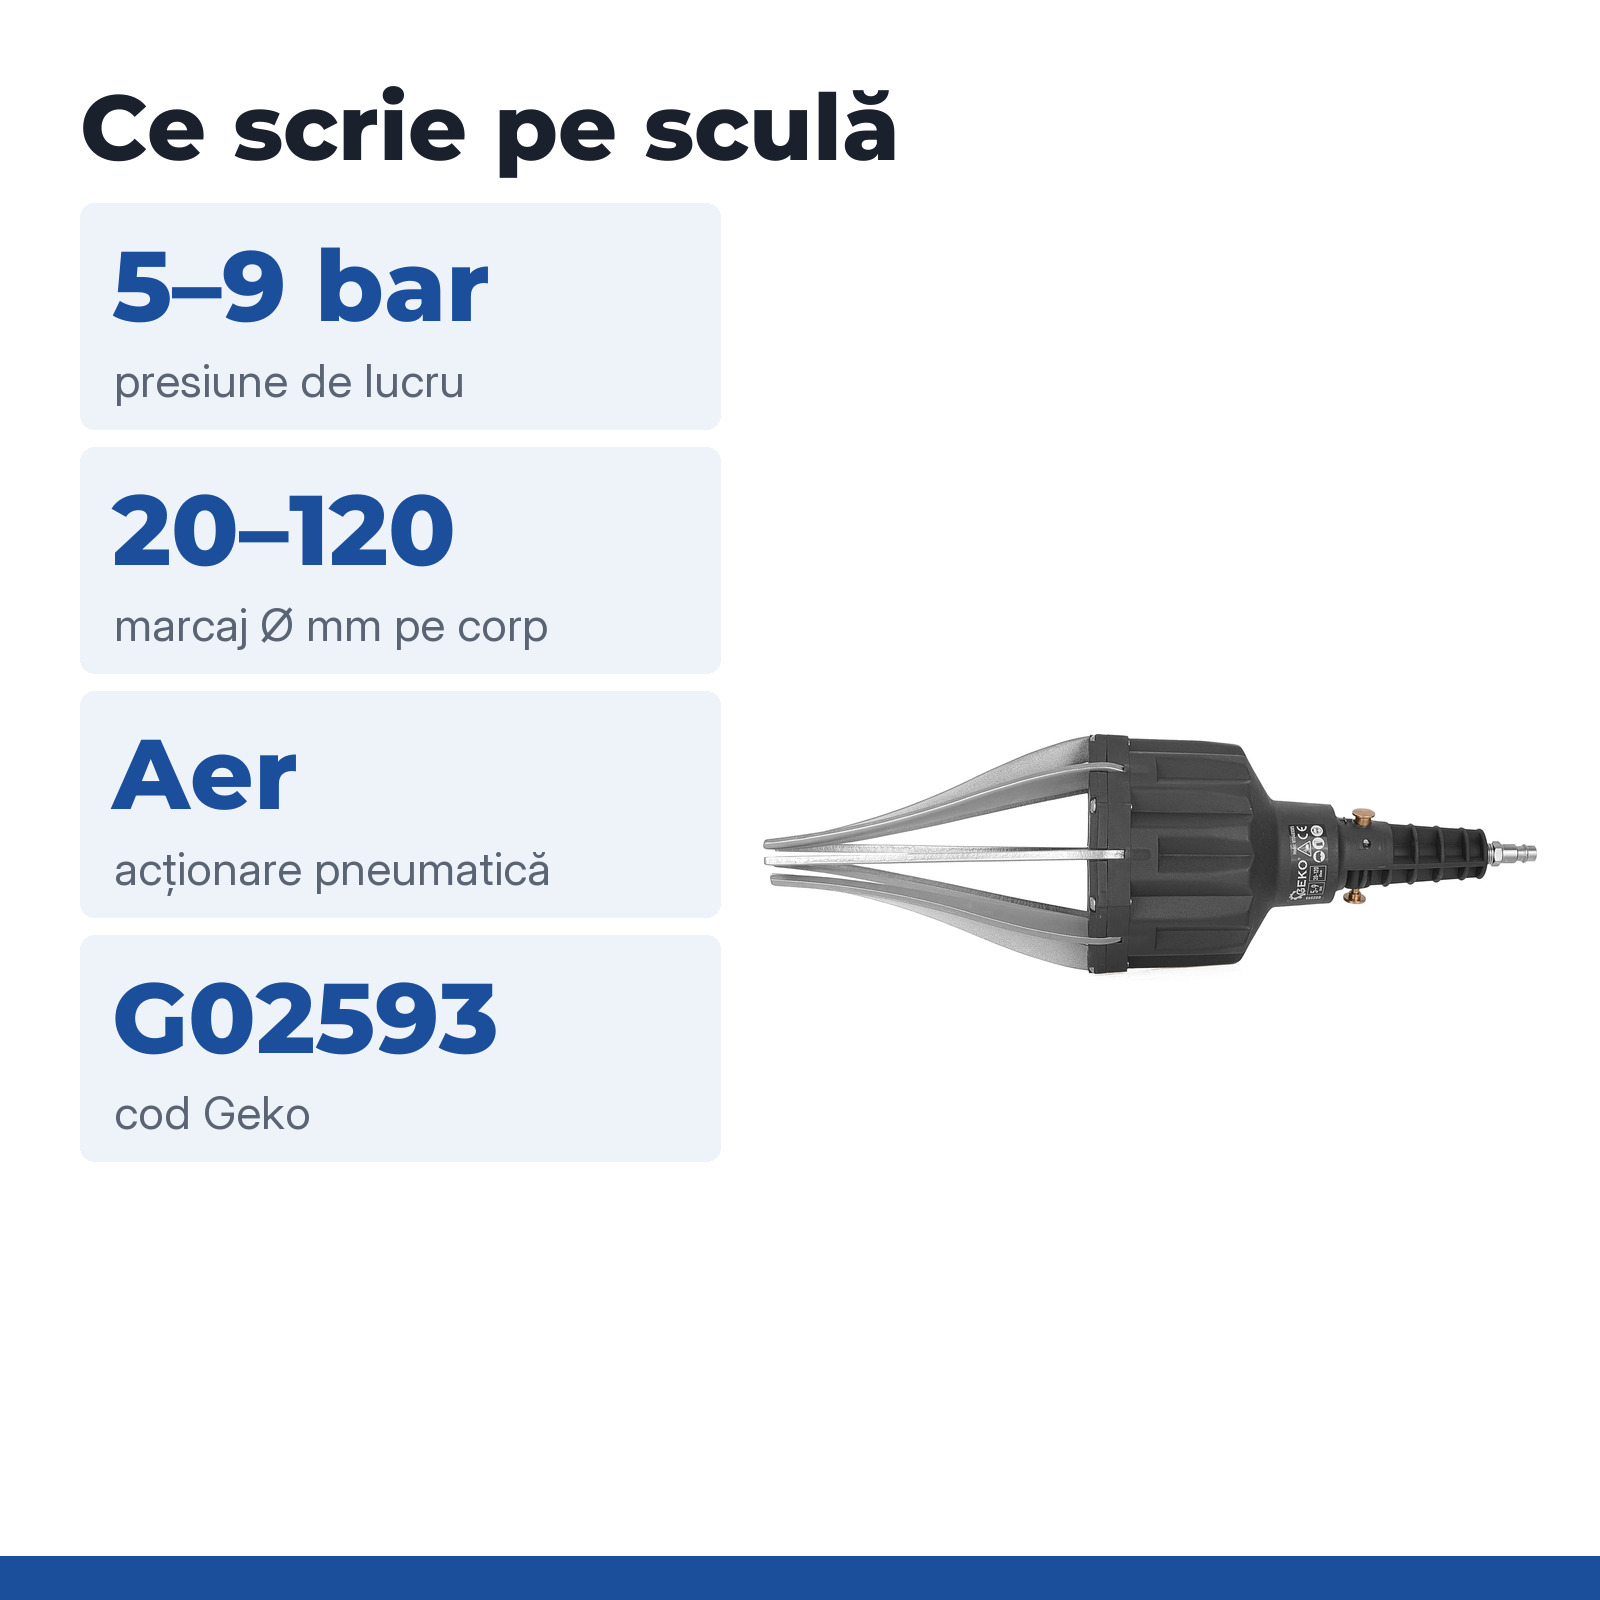 Ce scrie pe sculă
5–9 bar
presiune de lucru
20–120
marcaj Ø mm pe corp
Aer
acționare pneumatică
G02593
cod Geko
GEKO